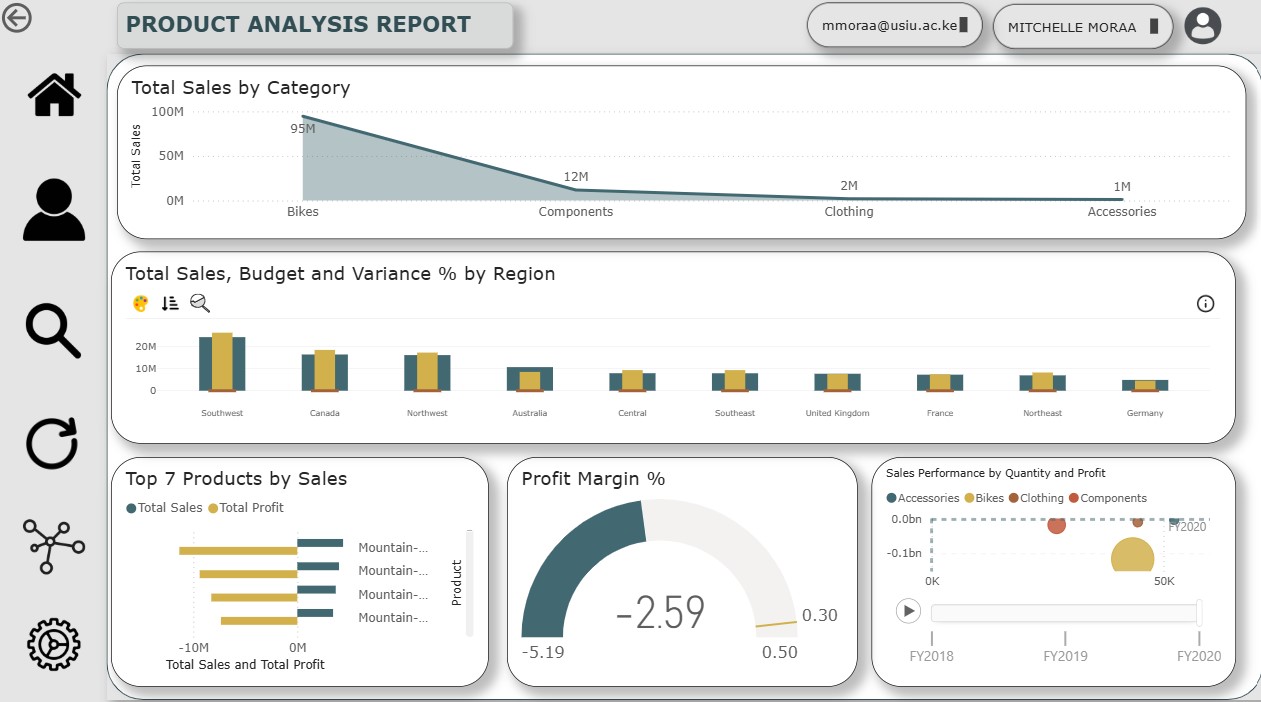 PRODUCT ANALYSIS REPORT
mmoraa@usiu.ac.ke
MITCHELLE MORAA
Total Sales by Category
Total Sales
100M
50M
0M
95M
12M
2M
1M
Bikes Components Clothing Accessories
Total Sales, Budget and Variance % by Region
20M
10M
0
Southwest Canada Northwest Australia Central Southeast United Kingdom France Northeast Germany
Top 7 Products by Sales
Total Sales Total Profit
Mountain-...
Mountain-...
Mountain-...
Mountain-...
Product
-10M 0M
Total Sales and Total Profit
Profit Margin %
-2.59
0.30
-5.19 0.50
Sales Performance by Quantity and Profit
Accessories Bikes Clothing Components
0.0bn
FY2020
-0.1bn
0K 50K
FY2018 FY2019 FY2020